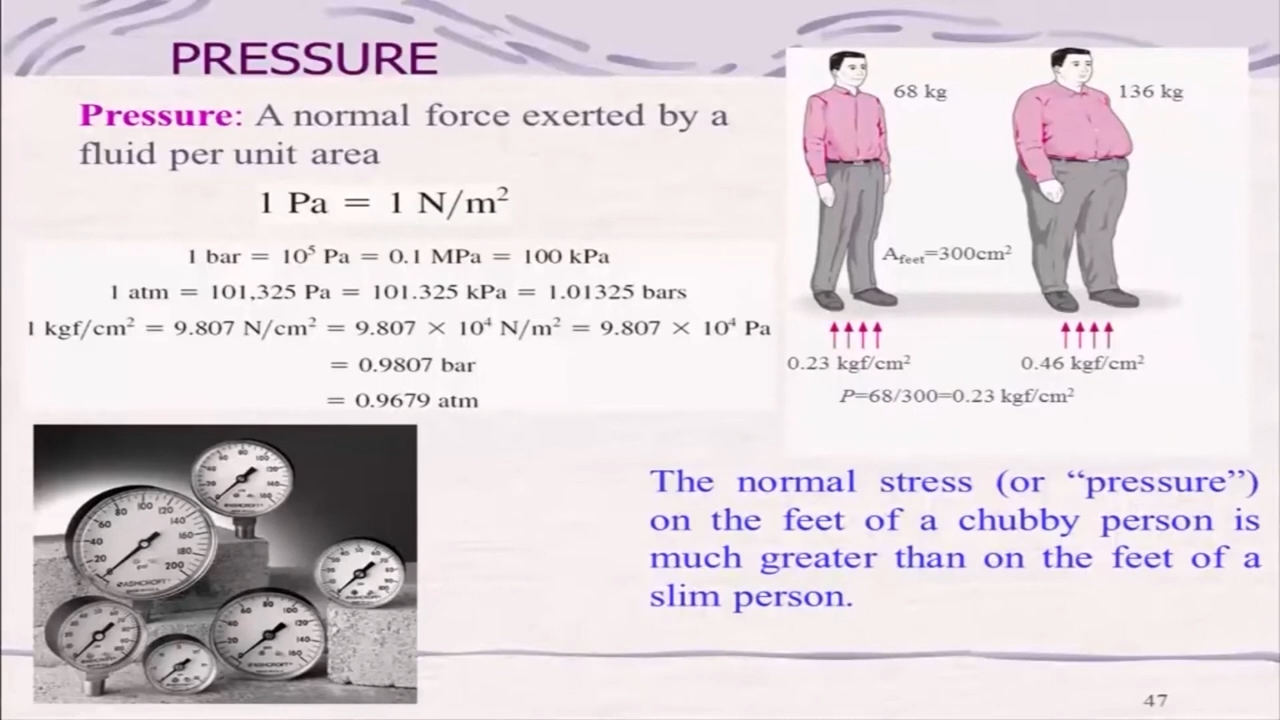 PRESSURE
Pressure: A normal force exerted by a
fluid per unit area
1 Pa = 1 N/m²
1 bar = 10⁵ Pa = 0.1 MPa = 100 kPa
1 atm = 101,325 Pa = 101.325 kPa = 1.01325 bars
1 kgf/cm² = 9.807 N/cm² = 9.807 × 10⁴ N/m² = 9.807 × 10⁴ Pa
= 0.9807 bar
= 0.9679 atm
68 kg
136 kg
A_feet=300cm²
0.23 kgf/cm²
0.46 kgf/cm²
P=68/300=0.23 kgf/cm²
The normal stress (or “pressure”)
on the feet of a chubby person is
much greater than on the feet of a
slim person.
ASHCROFT
ASHCROFT
47